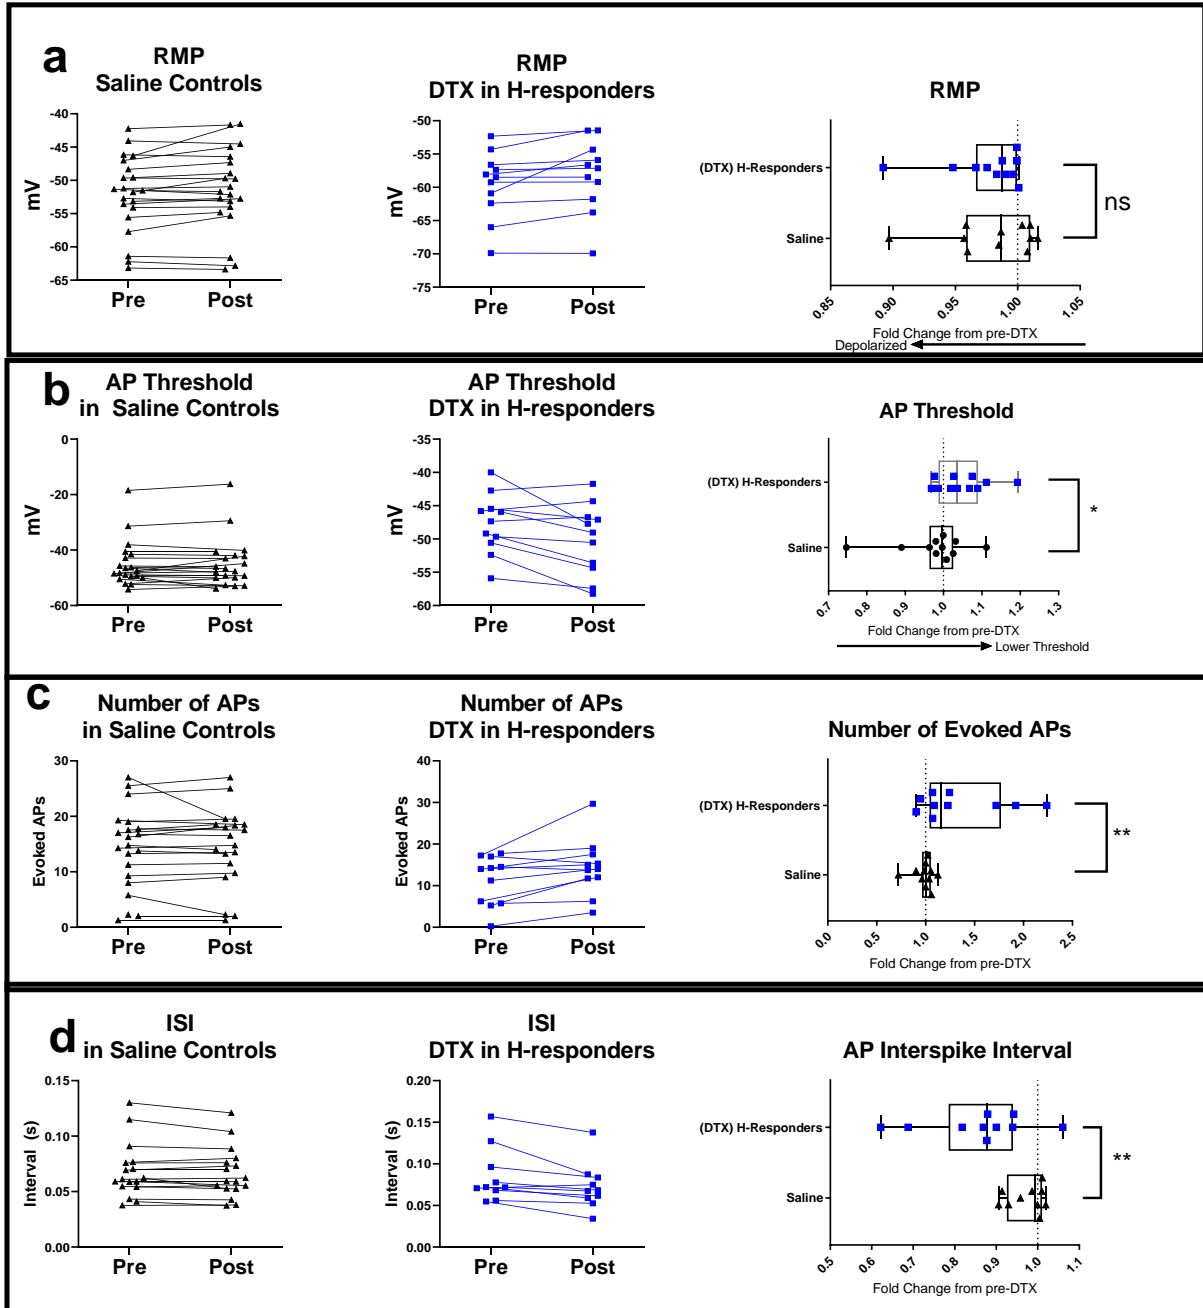 a
RMP
Saline Controls
RMP
DTX in H-responders
RMP
mV
-40
-45
-50
-55
-60
-65
Pre
Post
mV
-50
-55
-60
-65
-70
-75
Pre
Post
(DTX) H-Responders
Saline
ns
0.85
0.90
0.95
1.00
1.05
Fold Change from pre-DTX
Depolarized
b
AP Threshold
in Saline Controls
AP Threshold
DTX in H-responders
AP Threshold
mV
0
-20
-40
-60
Pre
Post
mV
-35
-40
-45
-50
-55
-60
Pre
Post
(DTX) H-Responders
Saline
*
0.7
0.8
0.9
1.0
1.1
1.2
1.3
Fold Change from pre-DTX
Lower Threshold
c
Number of APs
in Saline Controls
Number of APs
DTX in H-responders
Number of Evoked APs
Evoked APs
30
20
10
0
Pre
Post
Evoked APs
40
30
20
10
0
Pre
Post
(DTX) H-Responders
Saline
**
0.0
0.5
1.0
1.5
2.0
2.5
Fold Change from pre-DTX
d
ISI
in Saline Controls
ISI
DTX in H-responders
AP Interspike Interval
Interval (s)
0.15
0.10
0.05
0.00
Pre
Post
Interval (s)
0.20
0.15
0.10
0.05
0.00
Pre
Post
(DTX) H-Responders
Saline
**
0.5
0.6
0.7
0.8
0.9
1.0
1.1
Fold Change from pre-DTX